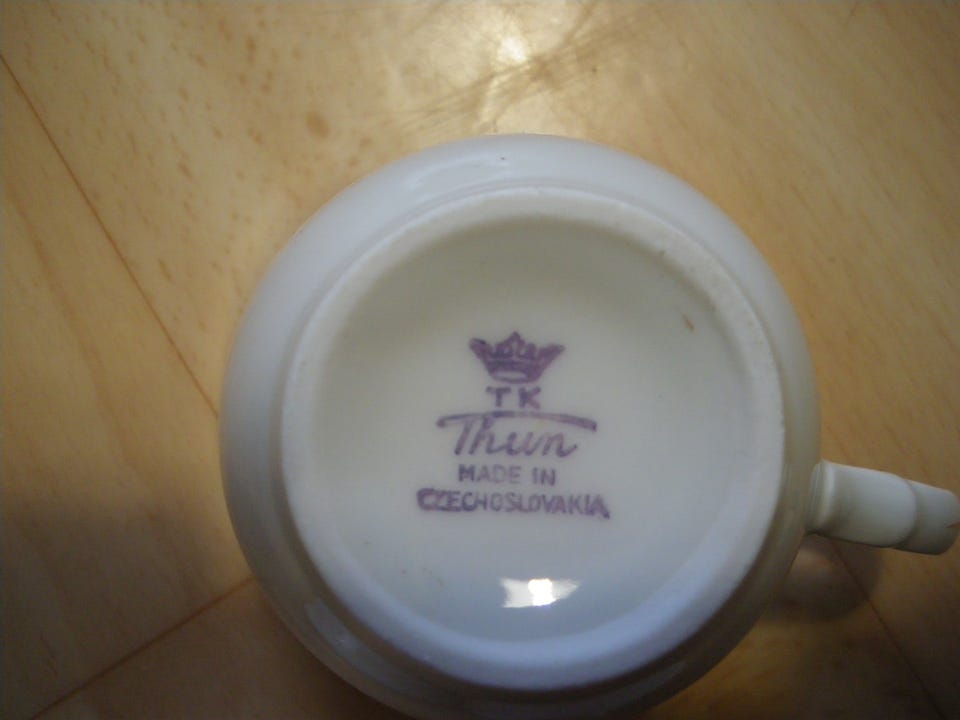 TK
Thun
MADE IN
CZECHOSLOVAKIA